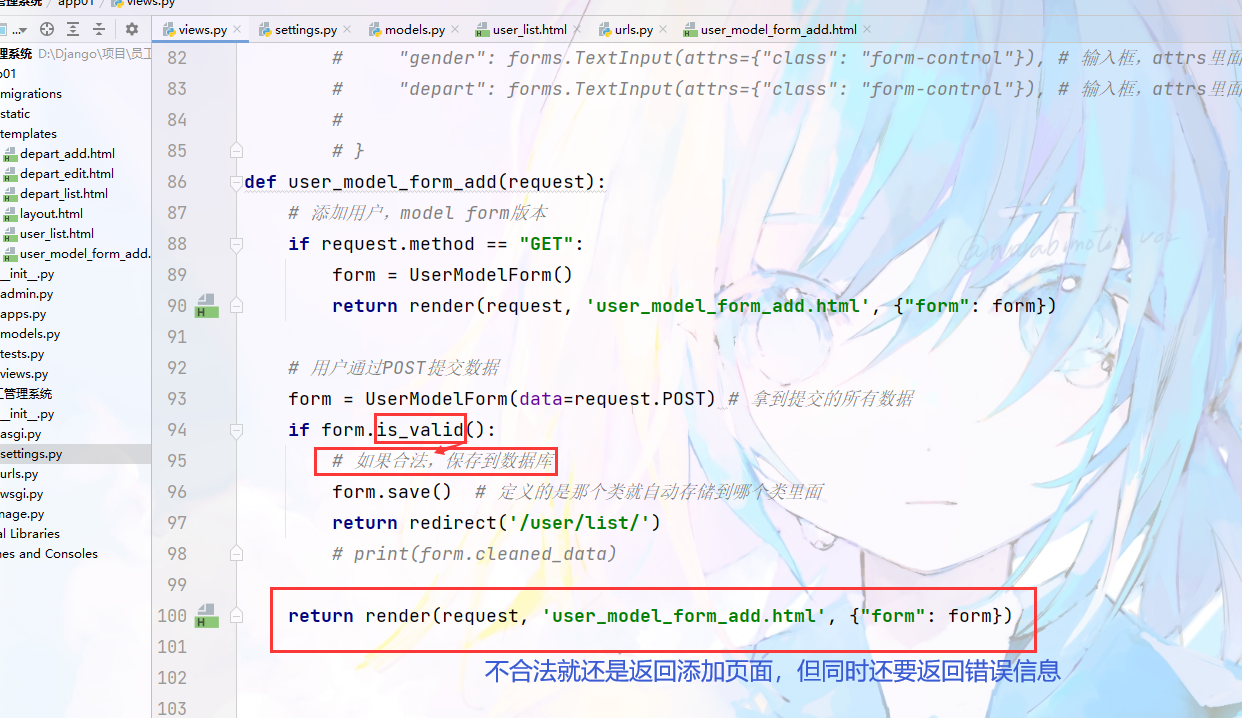 管理系统 app01 views.py
views.py settings.py models.py user_list.html urls.py user_model_form_add.html
理系统 D:\Django\项目\员工
p01
migrations
static
templates
depart_add.html
depart_edit.html
depart_list.html
layout.html
user_list.html
user_model_form_add.
__init__.py
admin.py
apps.py
models.py
tests.py
views.py
工管理系统
__init__.py
asgi.py
settings.py
urls.py
wsgi.py
nage.py
al Libraries
nes and Consoles
82 # "gender": forms.TextInput(attrs={"class": "form-control"}), # 输入框，attrs里面
83 # "depart": forms.TextInput(attrs={"class": "form-control"}), # 输入框，attrs里面
84 #
85 # }
86 def user_model_form_add(request):
87 # 添加用户，model form版本
88 if request.method == "GET":
89 form = UserModelForm()
90 return render(request, 'user_model_form_add.html', {"form": form})
91
92 # 用户通过POST提交数据
93 form = UserModelForm(data=request.POST) # 拿到提交的所有数据
94 if form.is_valid():
95 # 如果合法，保存到数据库
96 form.save() # 定义的是那个类就自动存储到哪个类里面
97 return redirect('/user/list/')
98 # print(form.cleaned_data)
99
100 return render(request, 'user_model_form_add.html', {"form": form})
101
不合法就还是返回添加页面，但同时还要返回错误信息
102
103